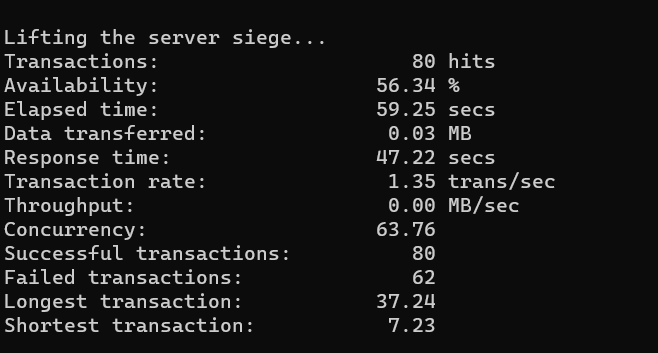 Lifting the server siege...
Transactions: 80 hits
Availability: 56.34 %
Elapsed time: 59.25 secs
Data transferred: 0.03 MB
Response time: 47.22 secs
Transaction rate: 1.35 trans/sec
Throughput: 0.00 MB/sec
Concurrency: 63.76
Successful transactions: 80
Failed transactions: 62
Longest transaction: 37.24
Shortest transaction: 7.23